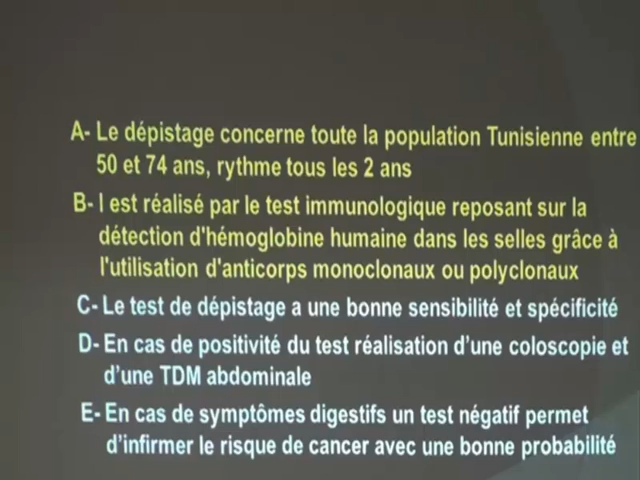 A- Le dépistage concerne toute la population Tunisienne entre
50 et 74 ans, rythme tous les 2 ans
B- I est réalisé par le test immunologique reposant sur la
détection d'hémoglobine humaine dans les selles grâce à
l'utilisation d'anticorps monoclonaux ou polyclonaux
C- Le test de dépistage a une bonne sensibilité et spécificité
D- En cas de positivité du test réalisation d’une coloscopie et
d’une TDM abdominale
E- En cas de symptômes digestifs un test négatif permet
d’infirmer le risque de cancer avec une bonne probabilité